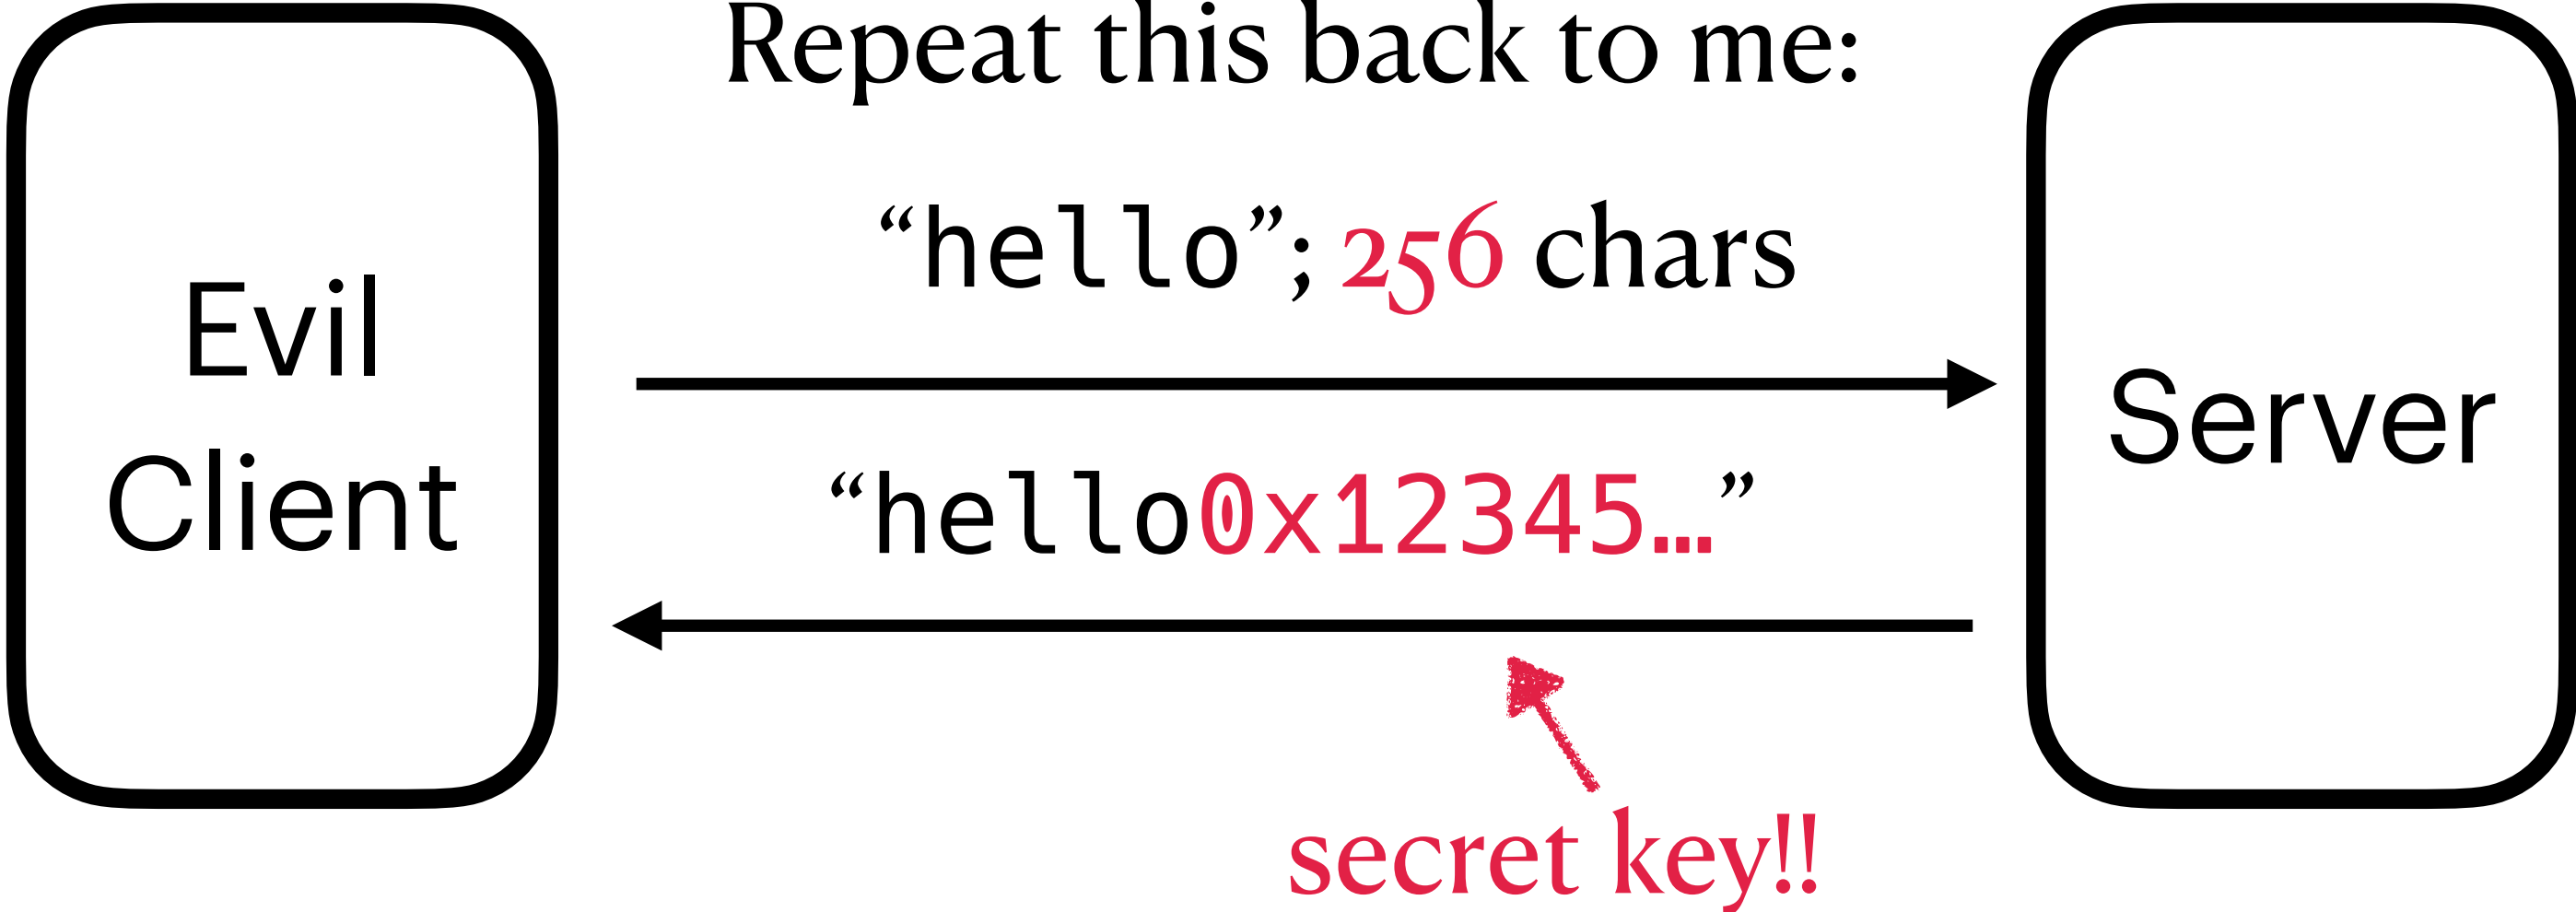 Evil
Client
Repeat this back to me:
“hello”; 256 chars
“hello0x12345…”
secret key!!
Server